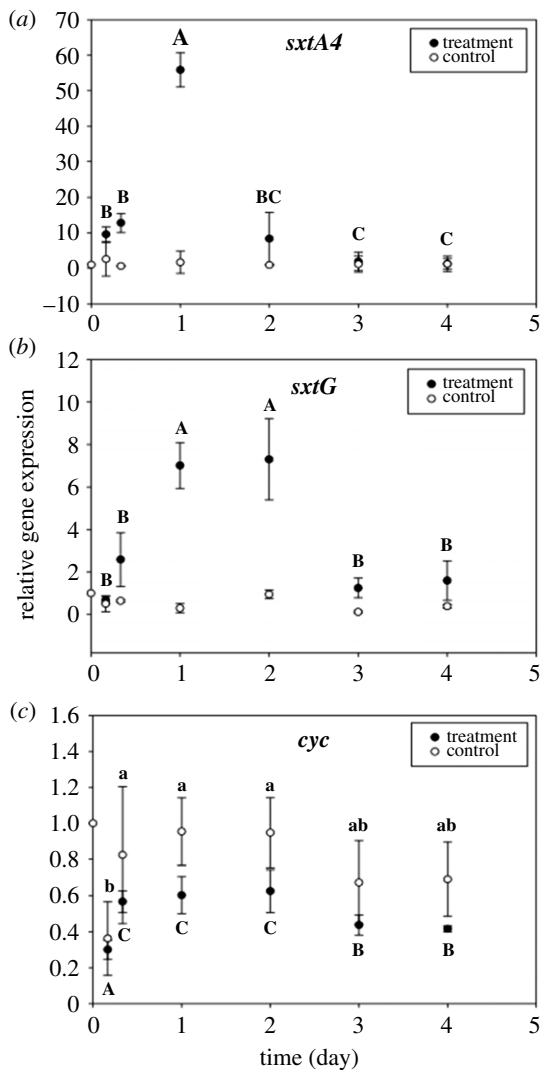 (a)
70
60
50
40
30
20
10
0
–10
sxtA4
treatment
control
A
B
B
BC
C
C
0 1 2 3 4 5
(b)
12
10
8
6
4
2
0
sxtG
treatment
control
A
A
B
B
B
B
0 1 2 3 4 5
relative gene expression
(c)
1.6
1.4
1.2
1.0
0.8
0.6
0.4
0.2
0
cyc
treatment
control
a
a
a
ab
ab
b
C
C
C
B
B
A
0 1 2 3 4 5
time (day)